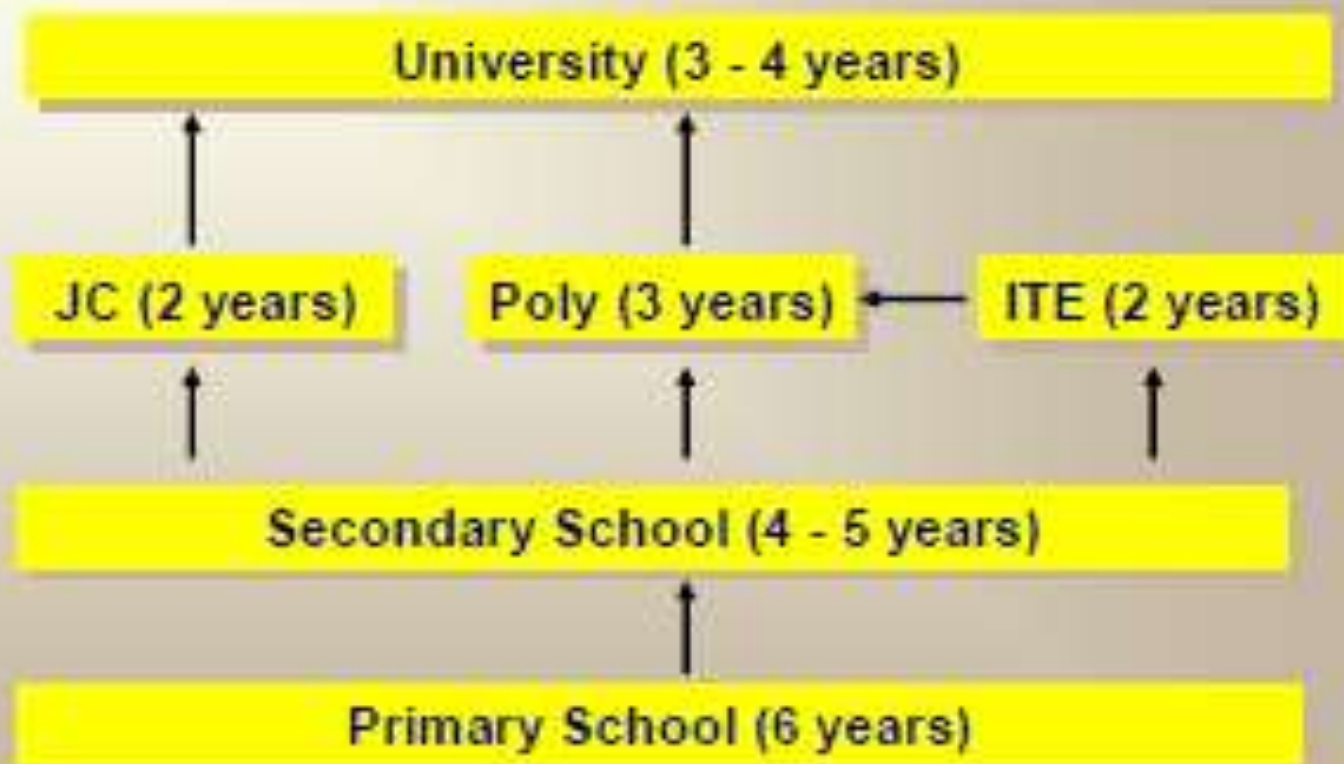 University (3 - 4 years)
JC (2 years)
Poly (3 years)
ITE (2 years)
Secondary School (4 - 5 years)
Primary School (6 years)